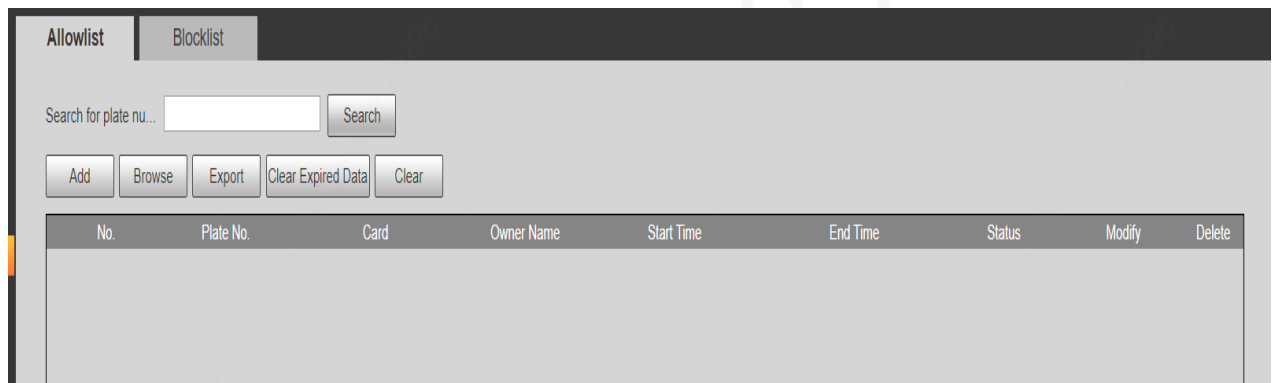 Allowlist Blocklist
Search for plate nu... Search
Add Browse Export Clear Expired Data Clear
No. Plate No. Card Owner Name Start Time End Time Status Modify Delete